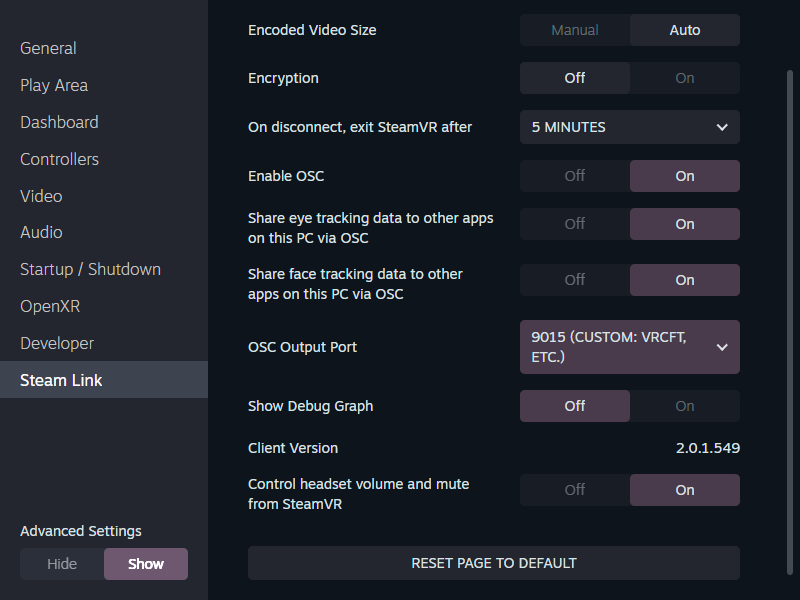 General
Play Area
Dashboard
Controllers
Video
Audio
Startup / Shutdown
OpenXR
Developer
Steam Link
Advanced Settings
Hide Show
Encoded Video Size Manual Auto
Encryption Off On
On disconnect, exit SteamVR after 5 MINUTES
Enable OSC Off On
Share eye tracking data to other apps
on this PC via OSC
Off On
Share face tracking data to other
apps on this PC via OSC
Off On
OSC Output Port
9015 (CUSTOM: VRCFT,
ETC.)
Show Debug Graph Off On
Client Version 2.0.1.549
Control headset volume and mute
from SteamVR
Off On
RESET PAGE TO DEFAULT